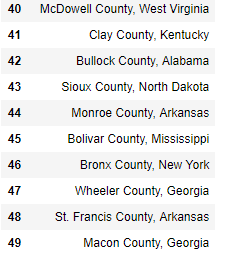 40 McDowell County, West Virginia
41 Clay County, Kentucky
42 Bullock County, Alabama
43 Sioux County, North Dakota
44 Monroe County, Arkansas
45 Bolivar County, Mississippi
46 Bronx County, New York
47 Wheeler County, Georgia
48 St. Francis County, Arkansas
49 Macon County, Georgia